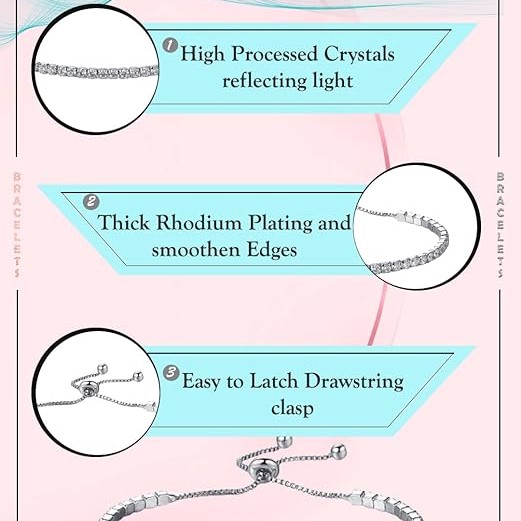 1
High Processed Crystals
reflecting light
BRACELETS
BRACELETS
2
Thick Rhodium Plating and
smoothen Edges
3
Easy to Latch Drawstring
clasp